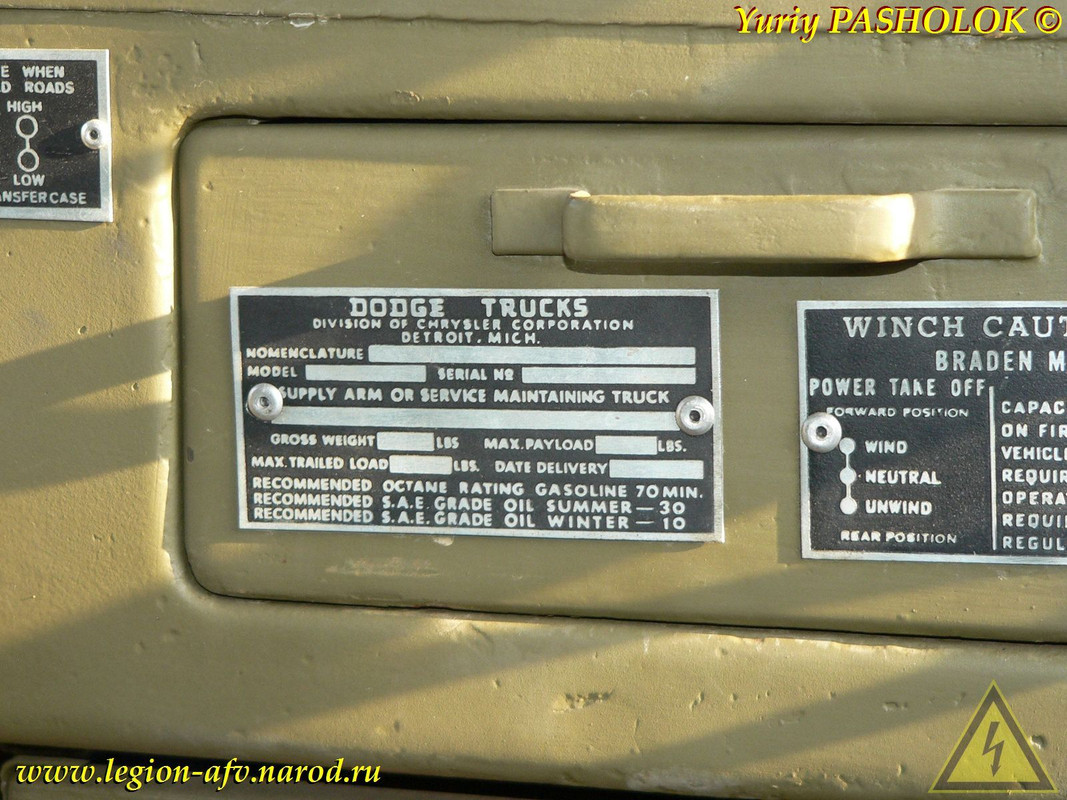 Yuriy PASHOLOK ©
E WHEN
D ROADS
HIGH
LOW
NSFER CASE
DODGE TRUCKS
DIVISION OF CHRYSLER CORPORATION
DETROIT, MICH.
NOMENCLATURE
MODEL SERIAL NO
SUPPLY ARM OR SERVICE MAINTAINING TRUCK
GROSS WEIGHT LBS MAX. PAYLOAD LBS.
MAX. TRAILED LOAD LBS. DATE DELIVERY
RECOMMENDED OCTANE RATING GASOLINE 70 MIN.
RECOMMENDED S.A.E. GRADE OIL SUMMER — 30
RECOMMENDED S.A.E. GRADE OIL WINTER — 10
WINCH CAUT
BRADEN M
POWER TAKE OFF
FORWARD POSITION
WIND
NEUTRAL
UNWIND
REAR POSITION
CAPAC
ON FIR
VEHICLE
REQUIR
OPERAT
REQUIE
REGUL
www.legion-afv.narod.ru